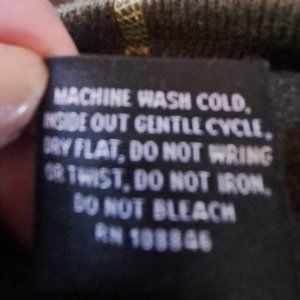 MACHINE WASH COLD,
INSIDE OUT GENTLE CYCLE,
DRY FLAT, DO NOT WRING
OR TWIST, DO NOT IRON,
DO NOT BLEACH
RN